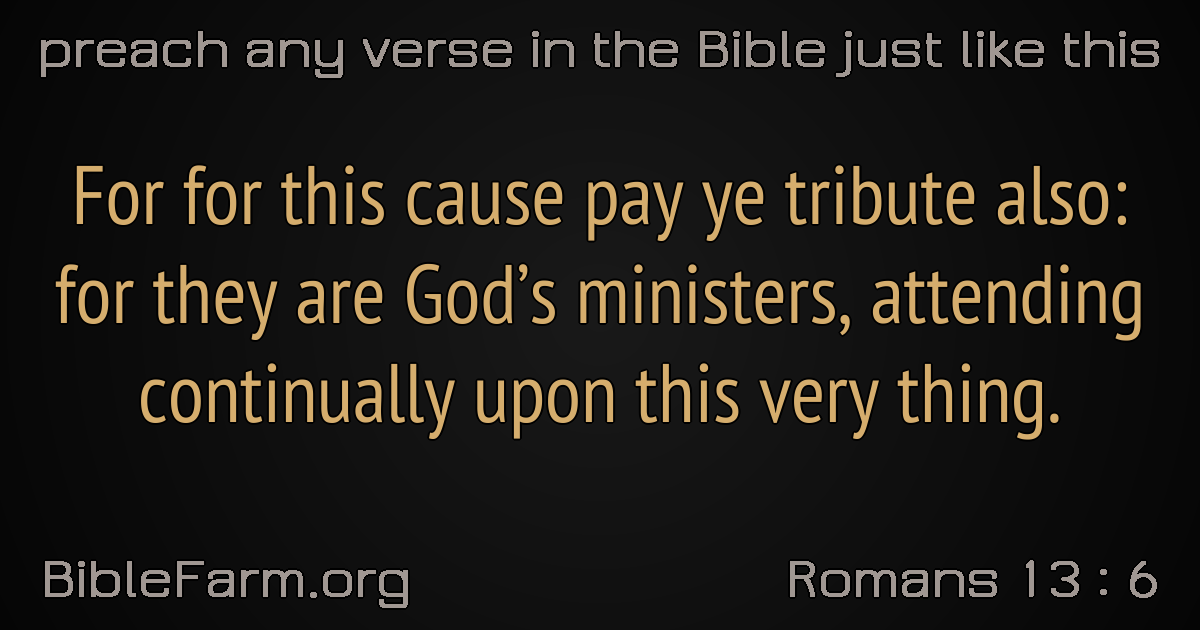 preach any verse in the Bible just like this
For for this cause pay ye tribute also:
for they are God’s ministers, attending
continually upon this very thing.
BibleFarm.org
Romans 13 : 6